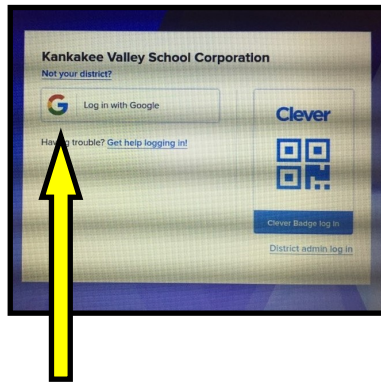 Kankakee Valley School Corporation
Not your district?
Log in with Google
Having trouble? Get help logging in!
Clever
Clever Badge log in
District admin log in